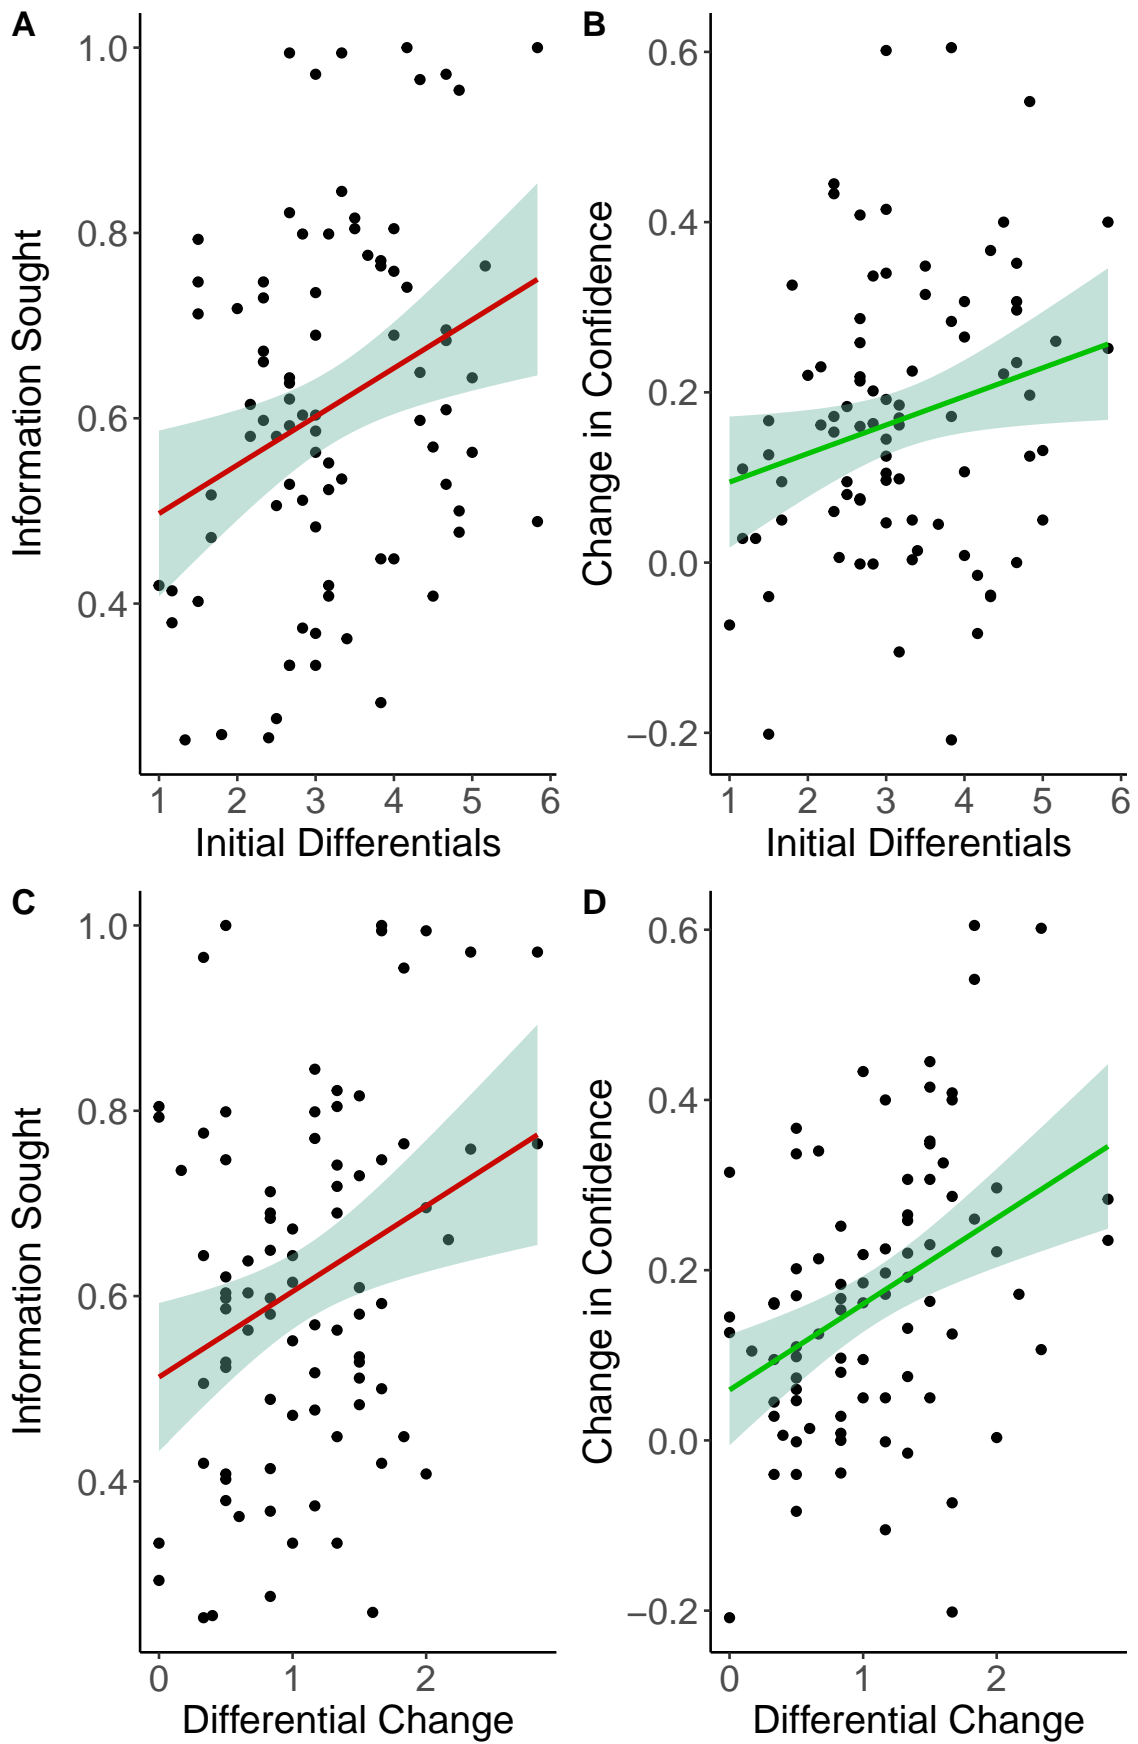 A
B
1.0
0.8
0.6
0.4
Information Sought
1 2 3 4 5 6
Initial Differentials
0.6
0.4
0.2
0.0
−0.2
Change in Confidence
1 2 3 4 5 6
Initial Differentials
C
D
1.0
0.8
0.6
0.4
Information Sought
0 1 2
Differential Change
0.6
0.4
0.2
0.0
−0.2
Change in Confidence
0 1 2
Differential Change